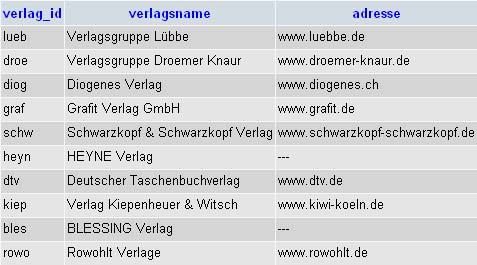 verlag_id verlagsname adresse
lueb Verlagsgruppe Lübbe www.luebbe.de
droe Verlagsgruppe Droemer Knaur www.droemer-knaur.de
diog Diogenes Verlag www.diogenes.ch
graf Grafit Verlag GmbH www.grafit.de
schw Schwarzkopf & Schwarzkopf Verlag www.schwarzkopf-schwarzkopf.de
heyn HEYNE Verlag ---
dtv Deutscher Taschenbuchverlag www.dtv.de
kiep Verlag Kiepenheuer & Witsch www.kiwi-koeln.de
bles BLESSING Verlag ---
rowo Rowohlt Verlage www.rowohlt.de